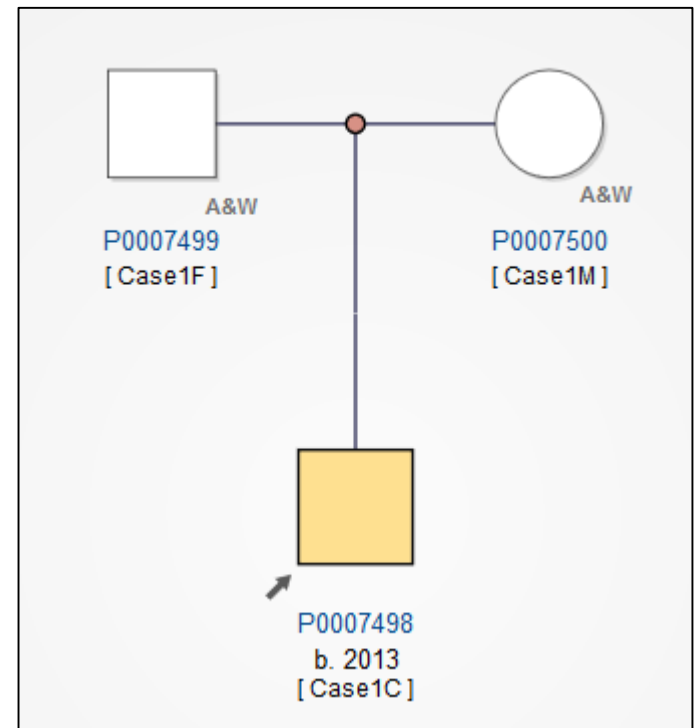 A&W
A&W
P0007499
P0007500
[ Case1F ]
[ Case1M ]
P0007498
b. 2013
[ Case1C ]